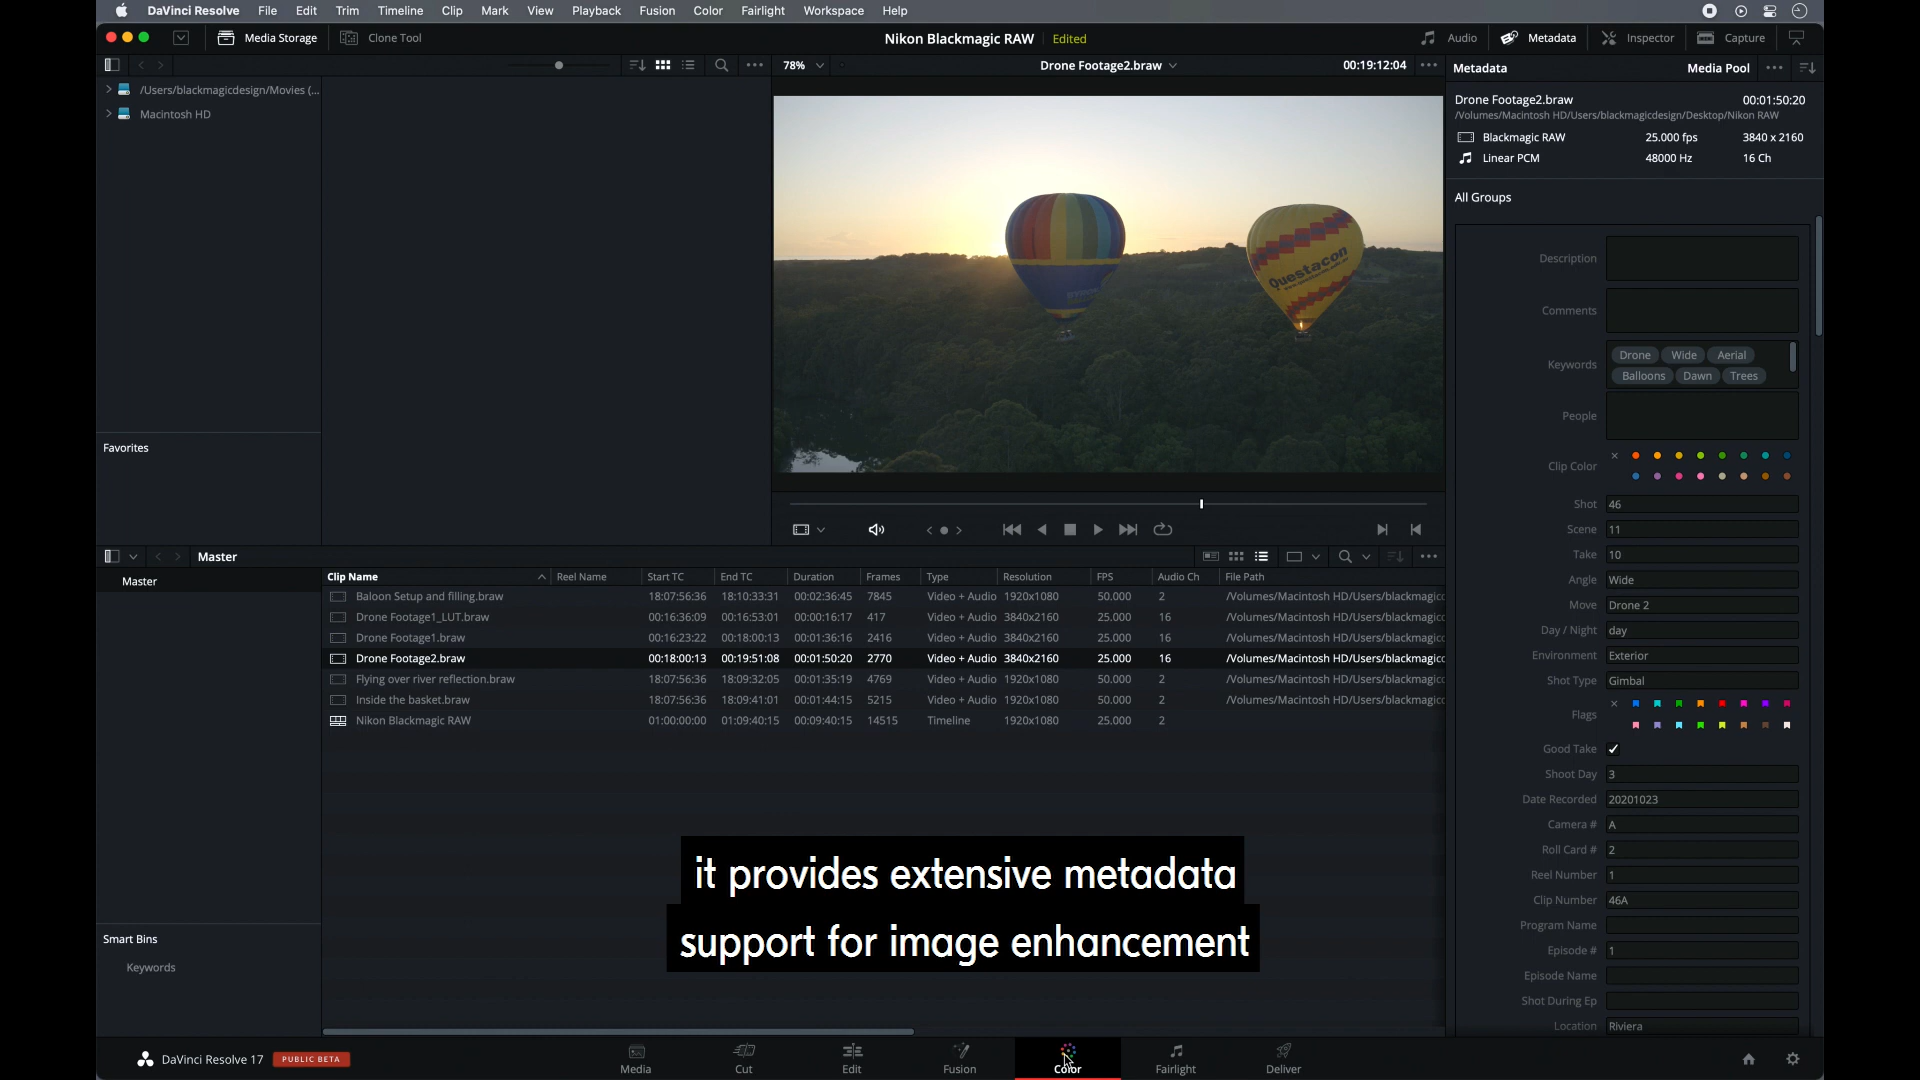 DaVinci Resolve File Edit Trim Timeline Clip Mark View Playback Fusion Color Fairlight Workspace Help
Media Storage Clone Tool Nikon Blackmagic RAW Edited Audio Metadata Inspector Capture
78% Drone Footage2.braw 00:19:12:04 Metadata Media Pool
/Users/blackmagicdesign/Movies (...
Macintosh HD
Favorites
Questacon
Drone Footage2.braw 00:01:50:20
/Volumes/Macintosh HD/Users/blackmagicdesign/Desktop/Nikon RAW
Blackmagic RAW 25.000 fps 3840 x 2160
Linear PCM 48000 Hz 16 Ch
All Groups
Description
Comments
Keywords Drone Wide Aerial
Balloons Dawn Trees
People
Clip Color
Shot 46
Scene 11
Take 10
Angle Wide
Move Drone 2
Day / Night day
Environment Exterior
Shot Type Gimbal
Flags
Good Take
Shoot Day 3
Date Recorded 20201023
Camera # A
Roll Card # 2
Reel Number 1
Clip Number 46A
Program Name
Episode # 1
Episode Name
Shot During Ep
Location Riviera
Master
Master
Clip Name Reel Name Start TC End TC Duration Frames Type Resolution FPS Audio Ch File Path
Baloon Setup and filling.braw 18:07:56:36 18:10:33:31 00:02:36:45 7845 Video + Audio 1920x1080 50.000 2 /Volumes/Macintosh HD/Users/blackmagic
Drone Footage1_LUT.braw 00:16:36:09 00:16:53:01 00:00:16:17 417 Video + Audio 3840x2160 25.000 16 /Volumes/Macintosh HD/Users/blackmagic
Drone Footage1.braw 00:16:23:22 00:18:00:13 00:01:36:16 2416 Video + Audio 3840x2160 25.000 16 /Volumes/Macintosh HD/Users/blackmagic
Drone Footage2.braw 00:18:00:13 00:19:51:08 00:01:50:20 2770 Video + Audio 3840x2160 25.000 16 /Volumes/Macintosh HD/Users/blackmagic
Flying over river reflection.braw 18:07:56:36 18:09:32:05 00:01:35:19 4769 Video + Audio 1920x1080 50.000 2 /Volumes/Macintosh HD/Users/blackmagic
Inside the basket.braw 18:07:56:36 18:09:41:01 00:01:44:15 5215 Video + Audio 1920x1080 50.000 2 /Volumes/Macintosh HD/Users/blackmagic
Nikon Blackmagic RAW 01:00:00:00 01:09:40:15 00:09:40:15 14515 Timeline 1920x1080 25.000 2
it provides extensive metadata
support for image enhancement
Smart Bins
Keywords
DaVinci Resolve 17 PUBLIC BETA Media Cut Edit Fusion Color Fairlight Deliver